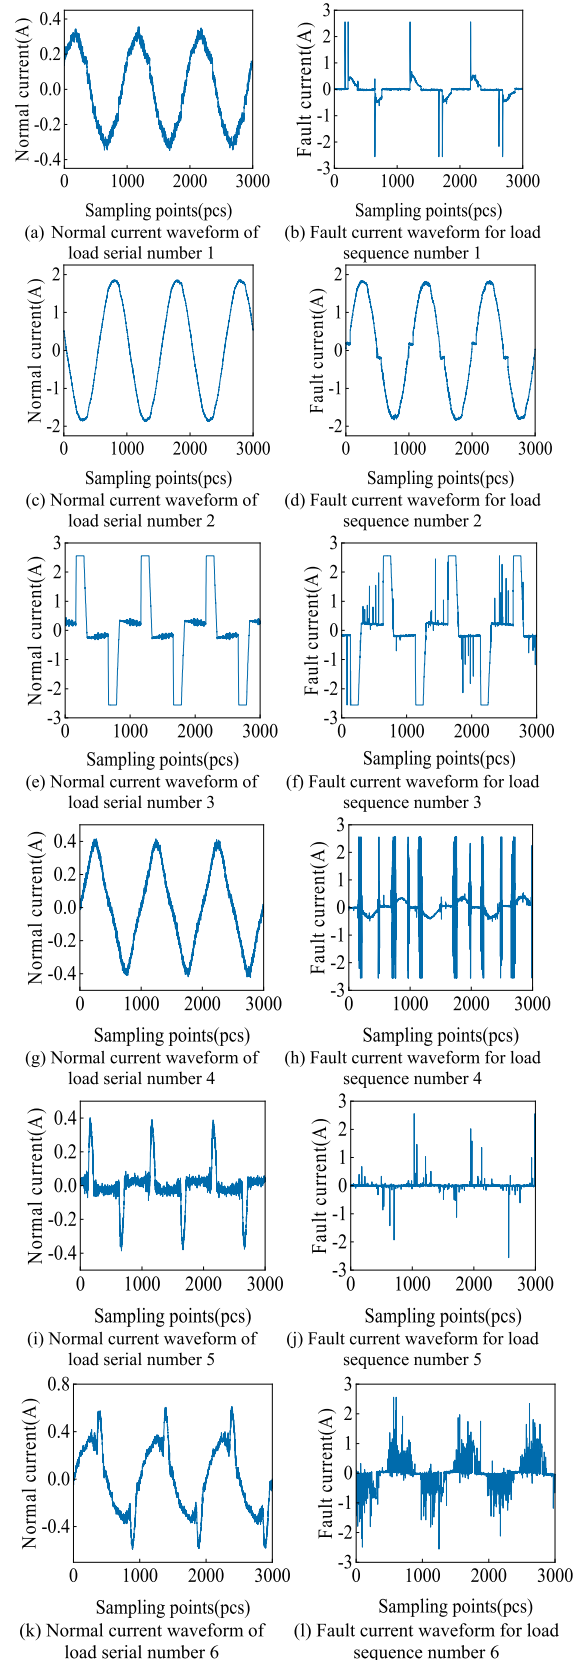 Normal current(A)
0.4
0.2
0.0
-0.2
-0.4
0
1000
2000
3000
Sampling points(pcs)
(a) Normal current waveform of
load serial number 1
Fault current(A)
3
2
1
0
-1
-2
-3
0
1000
2000
3000
Sampling points(pcs)
(b) Fault current waveform for load
sequence number 1
Normal current(A)
2
1
0
-1
-2
0
1000
2000
3000
Sampling points(pcs)
(c) Normal current waveform of
load serial number 2
Fault current(A)
2
1
0
-1
-2
0
1000
2000
3000
Sampling points(pcs)
(d) Fault current waveform for load
sequence number 2
Normal current(A)
3
2
1
0
-1
-2
-3
0
1000
2000
3000
Sampling points(pcs)
(e) Normal current waveform of
load serial number 3
Fault current(A)
3
2
1
0
-1
-2
-3
0
1000
2000
3000
Sampling points(pcs)
(f) Fault current waveform for load
sequence number 3
Normal current(A)
0.4
0.2
0.0
-0.2
-0.4
0
1000
2000
3000
Sampling points(pcs)
(g) Normal current waveform of
load serial number 4
Fault current(A)
3
2
1
0
-1
-2
-3
0
1000
2000
3000
Sampling points(pcs)
(h) Fault current waveform for load
sequence number 4
Normal current(A)
0.4
0.2
0.0
-0.2
-0.4
0
1000
2000
3000
Sampling points(pcs)
(i) Normal current waveform of
load serial number 5
Fault current(A)
3
2
1
0
-1
-2
-3
0
1000
2000
3000
Sampling points(pcs)
(j) Fault current waveform for load
sequence number 5
Normal current(A)
0.8
0.4
0.0
-0.4
0
1000
2000
3000
Sampling points(pcs)
(k) Normal current waveform of
load serial number 6
Fault current(A)
3
2
1
0
-1
-2
-3
0
1000
2000
3000
Sampling points(pcs)
(l) Fault current waveform for load
sequence number 6